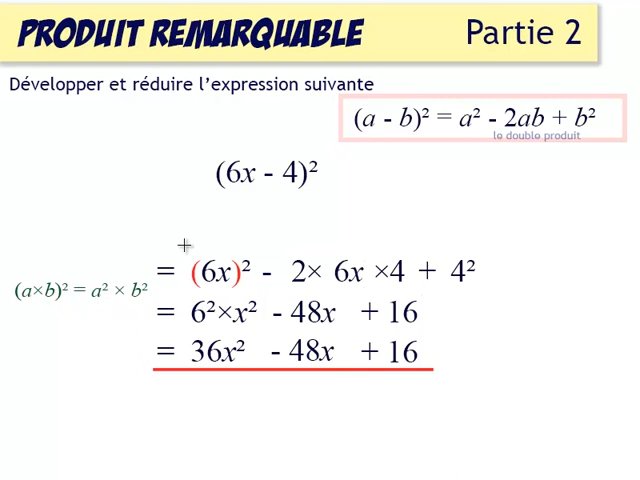 PRODUIT REMARQUABLE Partie 2
Développer et réduire l'expression suivante
(a - b)² = a² - 2ab + b²
le double produit
(6x - 4)²
= (6x)² - 2× 6x ×4 + 4²
(a×b)² = a² × b²
= 6²×x² - 48x + 16
= 36x² - 48x + 16